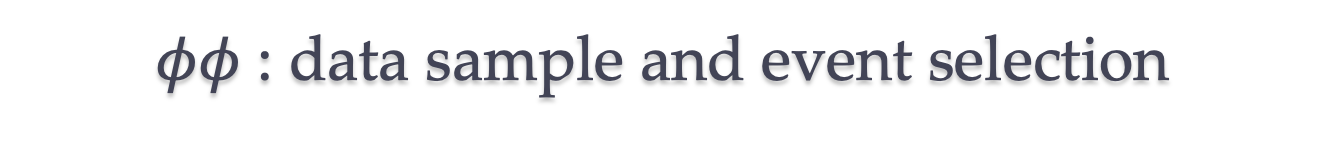 ϕϕ : data sample and event selection